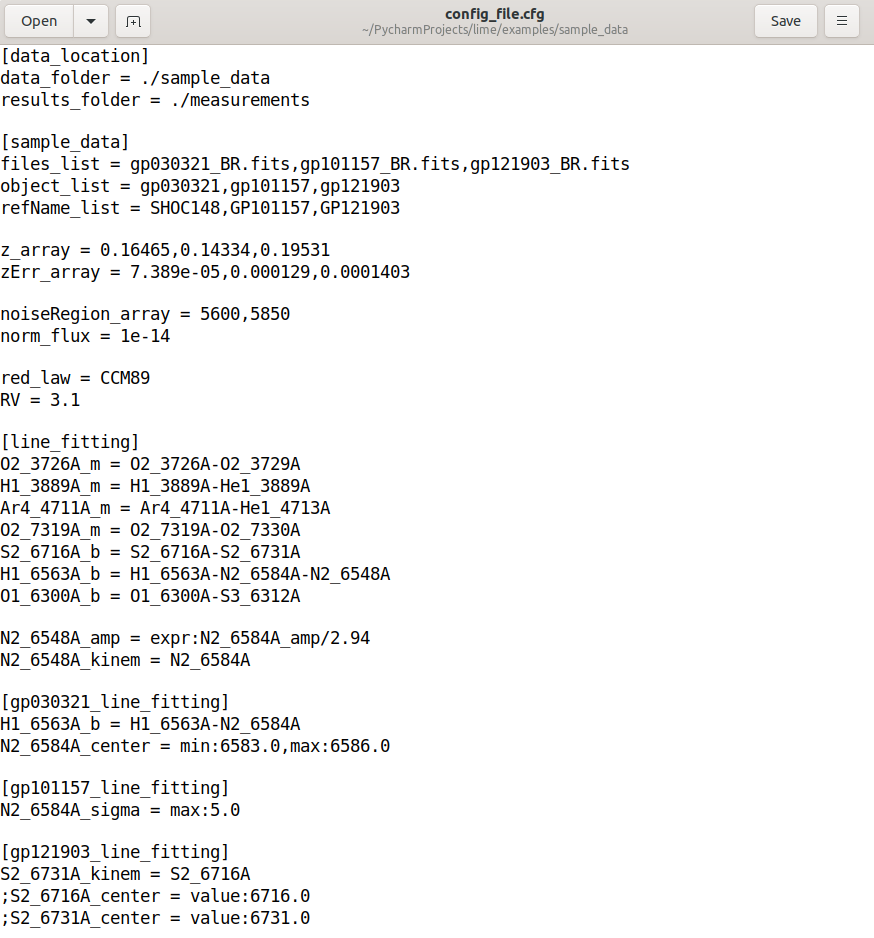 Open
config_file.cfg
~/PycharmProjects/lime/examples/sample_data
Save
[data_location]
data_folder = ./sample_data
results_folder = ./measurements
[sample_data]
files_list = gp030321_BR.fits,gp101157_BR.fits,gp121903_BR.fits
object_list = gp030321,gp101157,gp121903
refName_list = SHOC148,GP101157,GP121903
z_array = 0.16465,0.14334,0.19531
zErr_array = 7.389e-05,0.000129,0.0001403
noiseRegion_array = 5600,5850
norm_flux = 1e-14
red_law = CCM89
RV = 3.1
[line_fitting]
O2_3726A_m = O2_3726A-O2_3729A
H1_3889A_m = H1_3889A-He1_3889A
Ar4_4711A_m = Ar4_4711A-He1_4713A
O2_7319A_m = O2_7319A-O2_7330A
S2_6716A_b = S2_6716A-S2_6731A
H1_6563A_b = H1_6563A-N2_6584A-N2_6548A
O1_6300A_b = O1_6300A-S3_6312A
N2_6548A_amp = expr:N2_6584A_amp/2.94
N2_6548A_kinem = N2_6584A
[gp030321_line_fitting]
H1_6563A_b = H1_6563A-N2_6584A
N2_6584A_center = min:6583.0,max:6586.0
[gp101157_line_fitting]
N2_6584A_sigma = max:5.0
[gp121903_line_fitting]
S2_6731A_kinem = S2_6716A
;S2_6716A_center = value:6716.0
;S2_6731A_center = value:6731.0